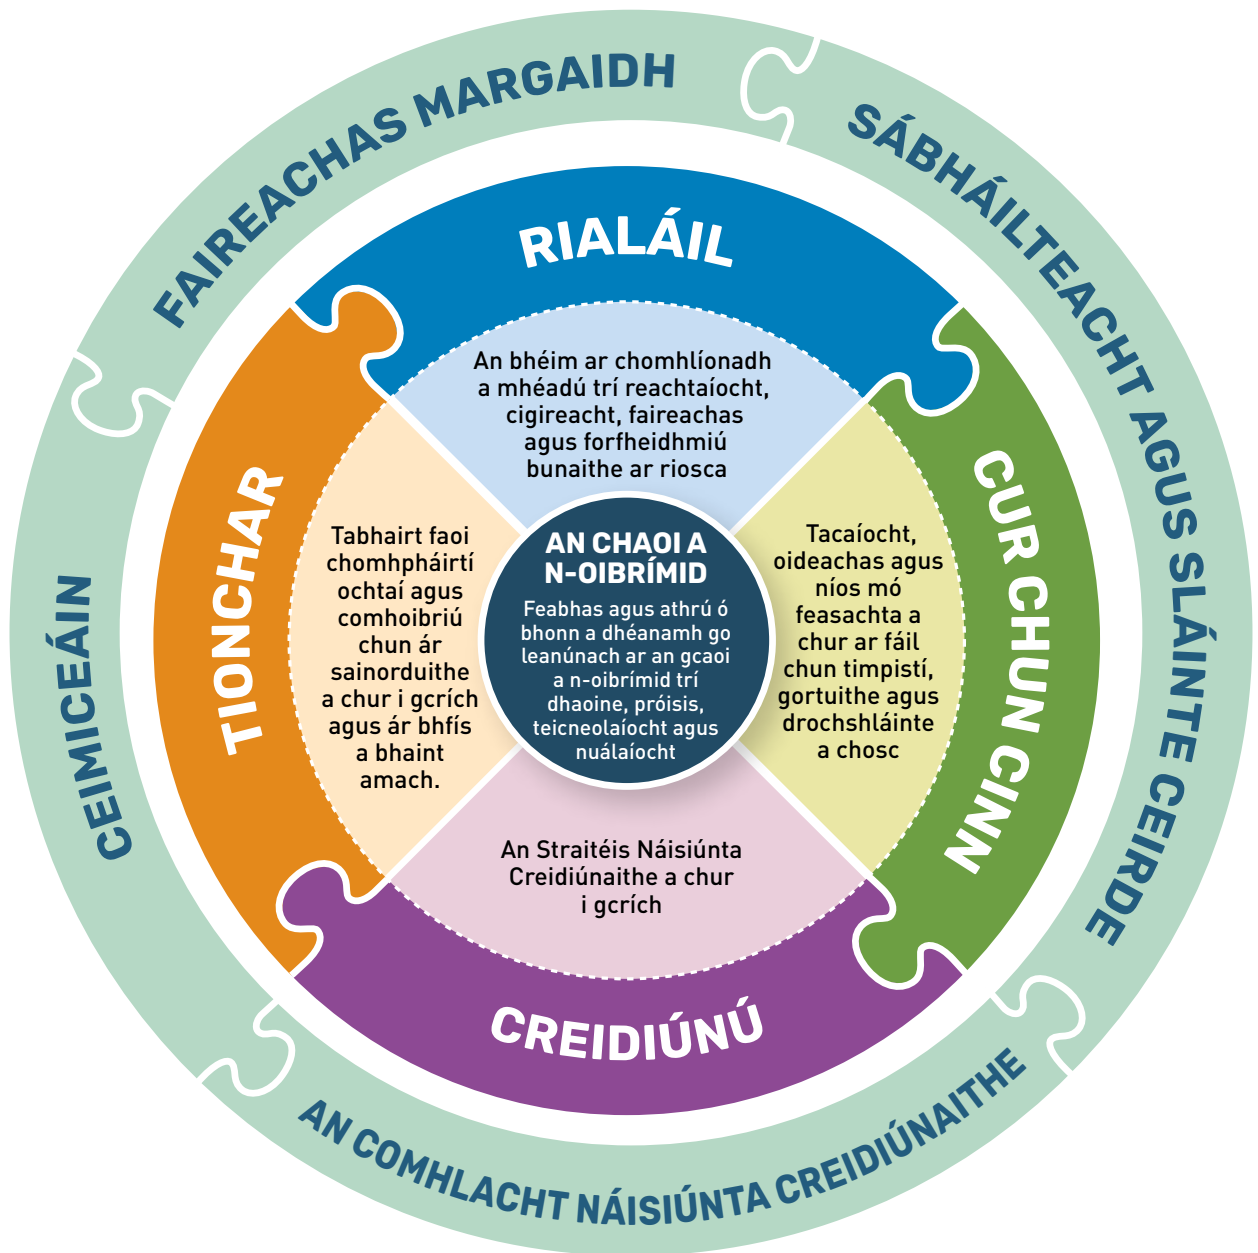 FAIREACHAS MARGAIDH
SÁBHÁILTEACHT AGUS SLÁINTE CEIRDE
AN COMHLACHT NÁISIÚNTA CREIDIÚNAITHE
CEIMICEÁIN
RIALÁIL
An bhéim ar chomhlíonadh
a mhéadú trí reachtaíocht,
cigireacht, faireachas
agus forfheidhmiú
bunaithe ar riosca
CUR CHUN CINN
Tacaíocht,
oideachas agus
níos mó
feasachta a
chur ar fáil
chun timpistí,
gortuithe agus
drochshláinte
a chosc
CREIDIÚNÚ
An Straitéis Náisiúnta
Creidiúnaithe a chur
i gcrích
TIONCHAR
Tabhairt faoi
chomhpháirtí
ochtaí agus
comhoibriú
chun ár
sainorduithe
a chur i gcrích
agus ár bhfís
a bhaint
amach.
AN CHAOI A
N-OIBRÍMID
Feabhas agus athrú ó
bhonn a dhéanamh go
leanúnach ar an gcaoi
a n-oibrímid trí
dhaoine, próisis,
teicneolaíocht agus
nuálaíocht